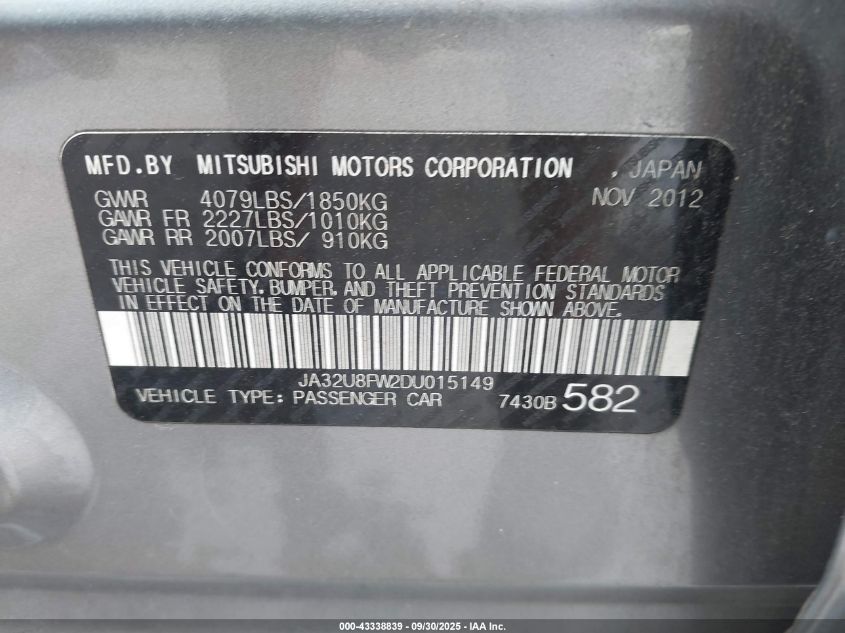 MFD.BY MITSUBISHI MOTORS CORPORATION , JAPAN
GVWR 4079LBS/1850KG NOV 2012
GAWR FR 2227LBS/1010KG
GAWR RR 2007LBS/ 910KG
THIS VEHICLE CONFORMS TO ALL APPLICABLE FEDERAL MOTOR
VEHICLE SAFETY, BUMPER, AND THEFT PREVENTION STANDARDS
IN EFFECT ON THE DATE OF MANUFACTURE SHOWN ABOVE.
JA32U8FW2DU015149
VEHICLE TYPE: PASSENGER CAR 7430B 582
000-43338839 - 09/30/2025 - IAA Inc.